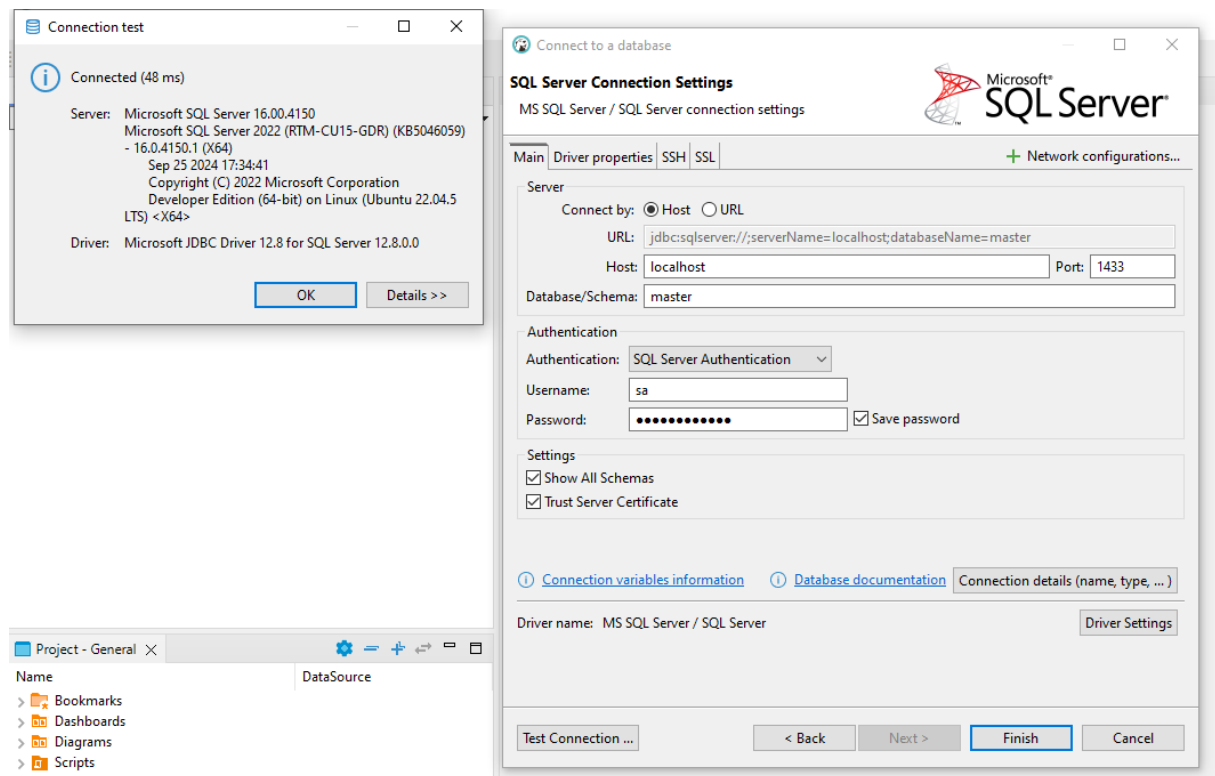 Connection test
Connected (48 ms)
Server: Microsoft SQL Server 16.00.4150
Microsoft SQL Server 2022 (RTM-CU15-GDR) (KB5046059)
- 16.0.4150.1 (X64)
Sep 25 2024 17:34:41
Copyright (C) 2022 Microsoft Corporation
Developer Edition (64-bit) on Linux (Ubuntu 22.04.5
LTS) <X64>
Driver: Microsoft JDBC Driver 12.8 for SQL Server 12.8.0.0
OK Details >>
Connect to a database
SQL Server Connection Settings
MS SQL Server / SQL Server connection settings
Microsoft®
SQL Server®
Main Driver properties SSH SSL Network configurations...
Server
Connect by: Host URL
URL: jdbc:sqlserver://;serverName=localhost;databaseName=master
Host: localhost Port: 1433
Database/Schema: master
Authentication
Authentication: SQL Server Authentication
Username: sa
Password: ●●●●●●●●●●●● Save password
Settings
Show All Schemas
Trust Server Certificate
Connection variables information Database documentation Connection details (name, type, ... )
Driver name: MS SQL Server / SQL Server Driver Settings
Test Connection ... < Back Next > Finish Cancel
Project - General
Name DataSource
Bookmarks
Dashboards
Diagrams
Scripts